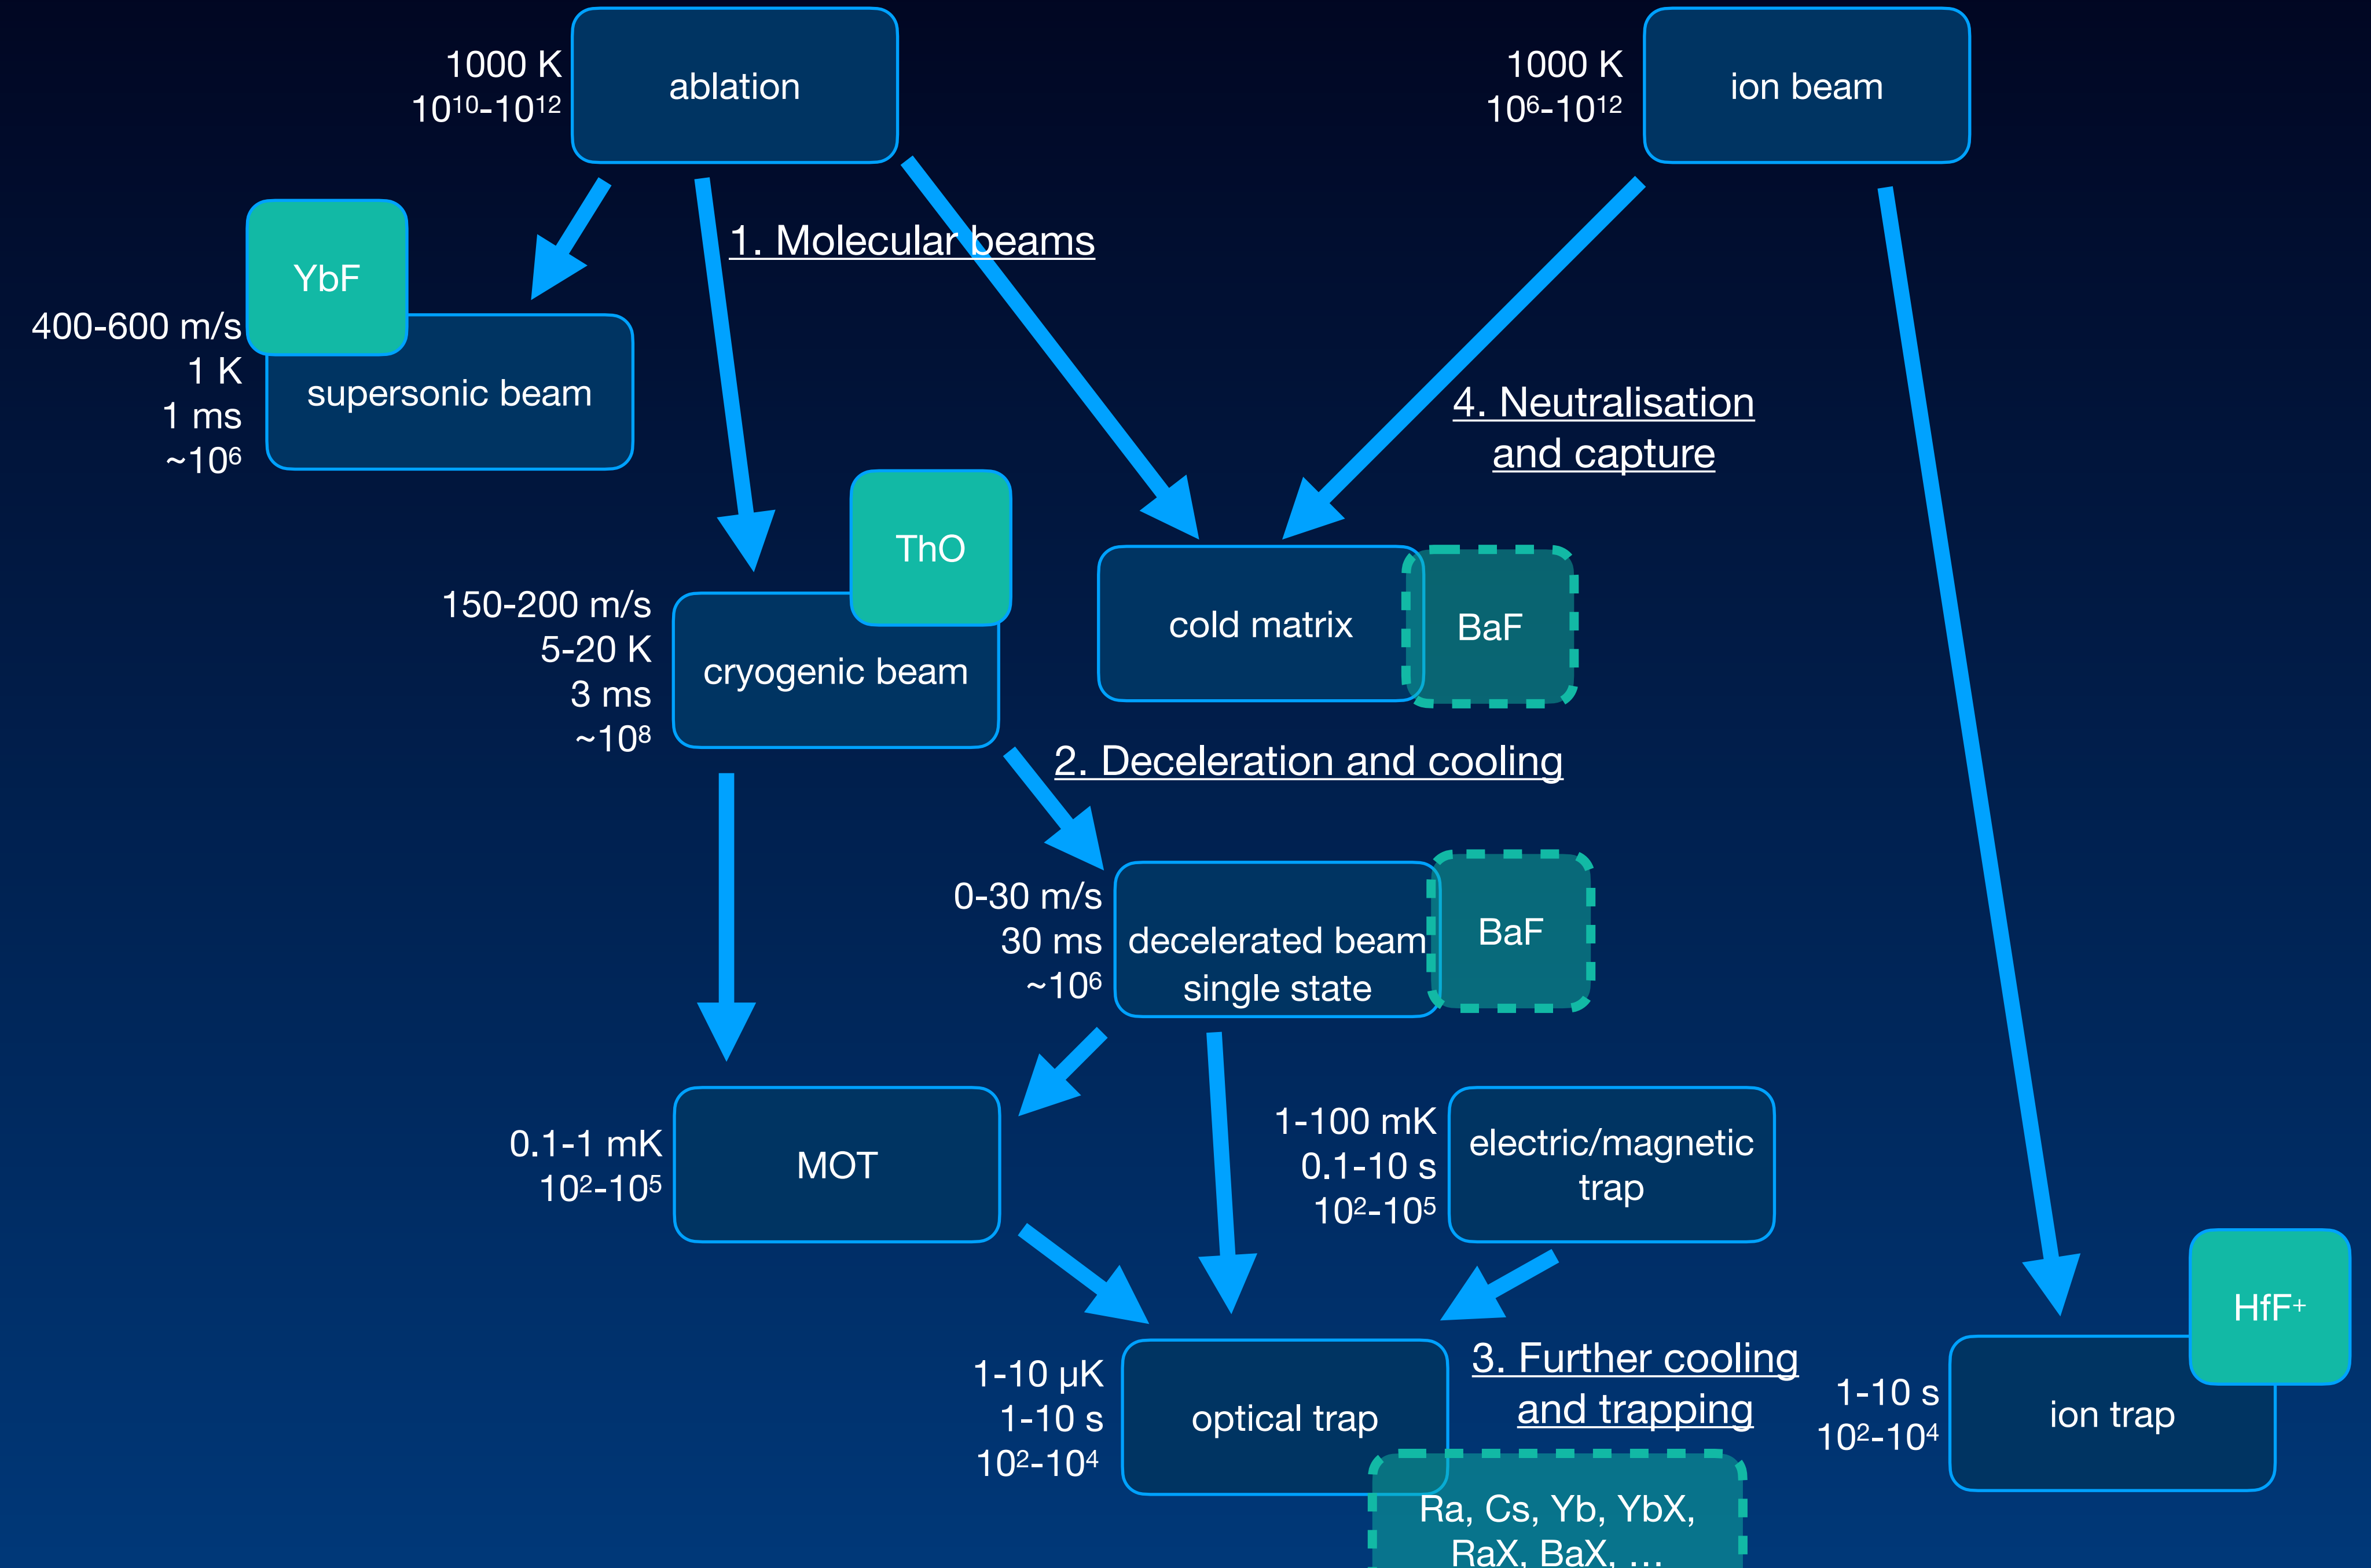 1000 K
10¹⁰-10¹²
ablation
1000 K
10⁶-10¹²
ion beam
1. Molecular beams
YbF
400-600 m/s
1 K
1 ms
~10⁶
supersonic beam
4. Neutralisation
and capture
ThO
150-200 m/s
5-20 K
3 ms
~10⁸
cryogenic beam
cold matrix
BaF
2. Deceleration and cooling
0-30 m/s
30 ms
~10⁶
decelerated beam
single state
BaF
0.1-1 mK
10²-10⁵
MOT
1-100 mK
0.1-10 s
10²-10⁵
electric/magnetic
trap
HfF⁺
1-10 µK
1-10 s
10²-10⁴
optical trap
3. Further cooling
and trapping
1-10 s
10²-10⁴
ion trap
Ra, Cs, Yb, YbX,
RaX, BaX, …